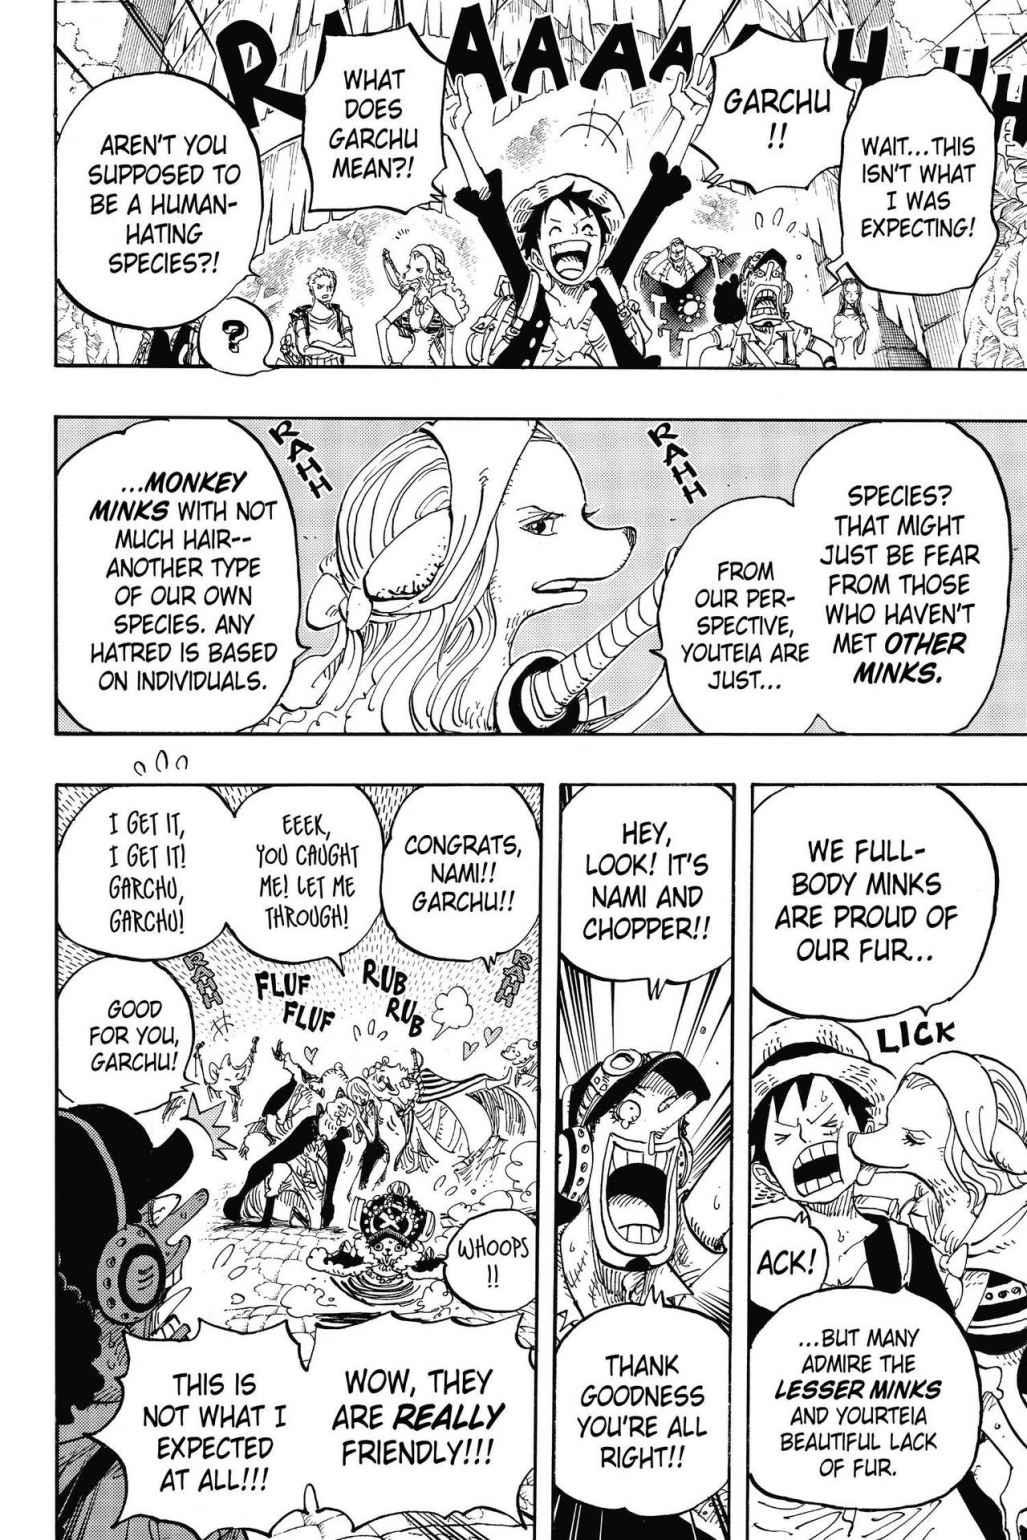 RAAAAAHHH
WAIT...THIS
ISN'T WHAT
I WAS
EXPECTING!
GARCHU
!!
WHAT
DOES
GARCHU
MEAN?!
AREN'T YOU
SUPPOSED TO
BE A HUMAN-
HATING
SPECIES?!
?
SPECIES?
THAT MIGHT
JUST BE FEAR
FROM THOSE
WHO HAVEN'T
MET OTHER
MINKS.
FROM
OUR PER-
SPECTIVE,
YOUTEIA ARE
JUST...
RAHH
RAHH
...MONKEY
MINKS WITH NOT
MUCH HAIR--
ANOTHER TYPE
OF OUR OWN
SPECIES. ANY
HATRED IS BASED
ON INDIVIDUALS.
WE FULL-
BODY MINKS
ARE PROUD OF
OUR FUR...
LICK
ACK!
...BUT MANY
ADMIRE THE
LESSER MINKS
AND YOURTEIA
BEAUTIFUL LACK
OF FUR.
HEY,
LOOK! IT'S
NAMI AND
CHOPPER!!
THANK
GOODNESS
YOU'RE ALL
RIGHT!!
CONGRATS,
NAMI!!
GARCHU!!
EEEK,
YOU CAUGHT
ME! LET ME
THROUGH!
I GET IT,
I GET IT!
GARCHU,
GARCHU!
RAHH
RUB
RUB
FLUF
FLUF
RAHH
GOOD
FOR YOU,
GARCHU!
WHOOPS
!!
WOW, THEY
ARE REALLY
FRIENDLY!!!
THIS IS
NOT WHAT I
EXPECTED
AT ALL!!!